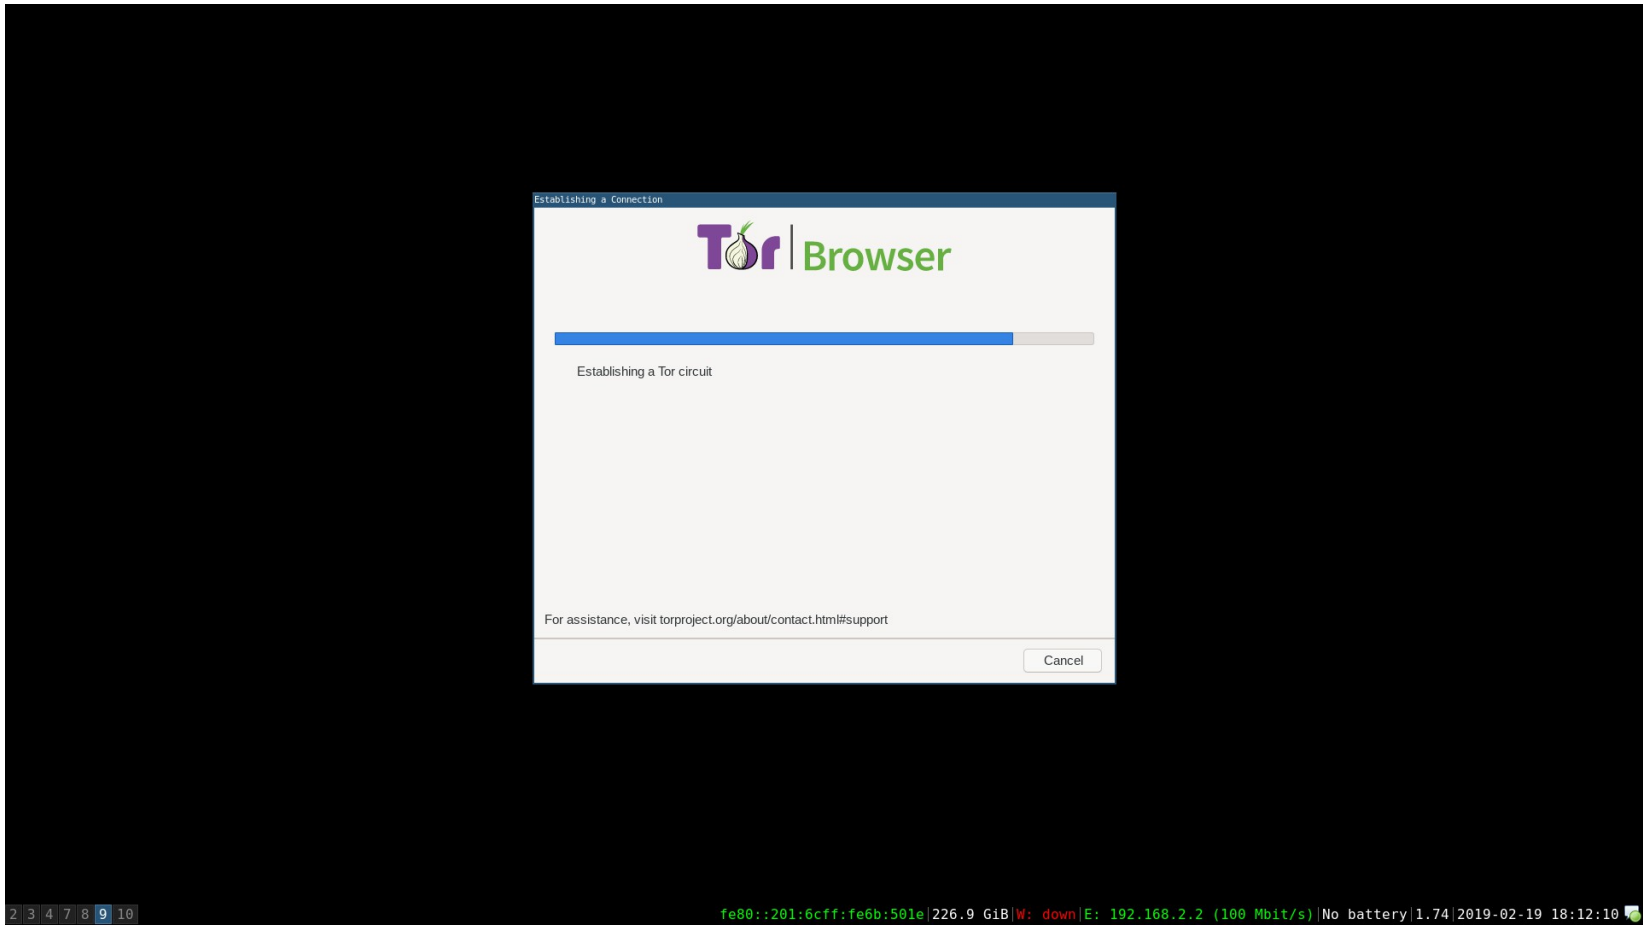 Establishing a Connection
Tor Browser
Establishing a Tor circuit
For assistance, visit torproject.org/about/contact.html#support
Cancel
2 3 4 7 8 9 10 fe80::201:6cff:fe6b:501e|226.9 GiB|W: down|E: 192.168.2.2 (100 Mbit/s)|No battery|1.74|2019-02-19 18:12:10